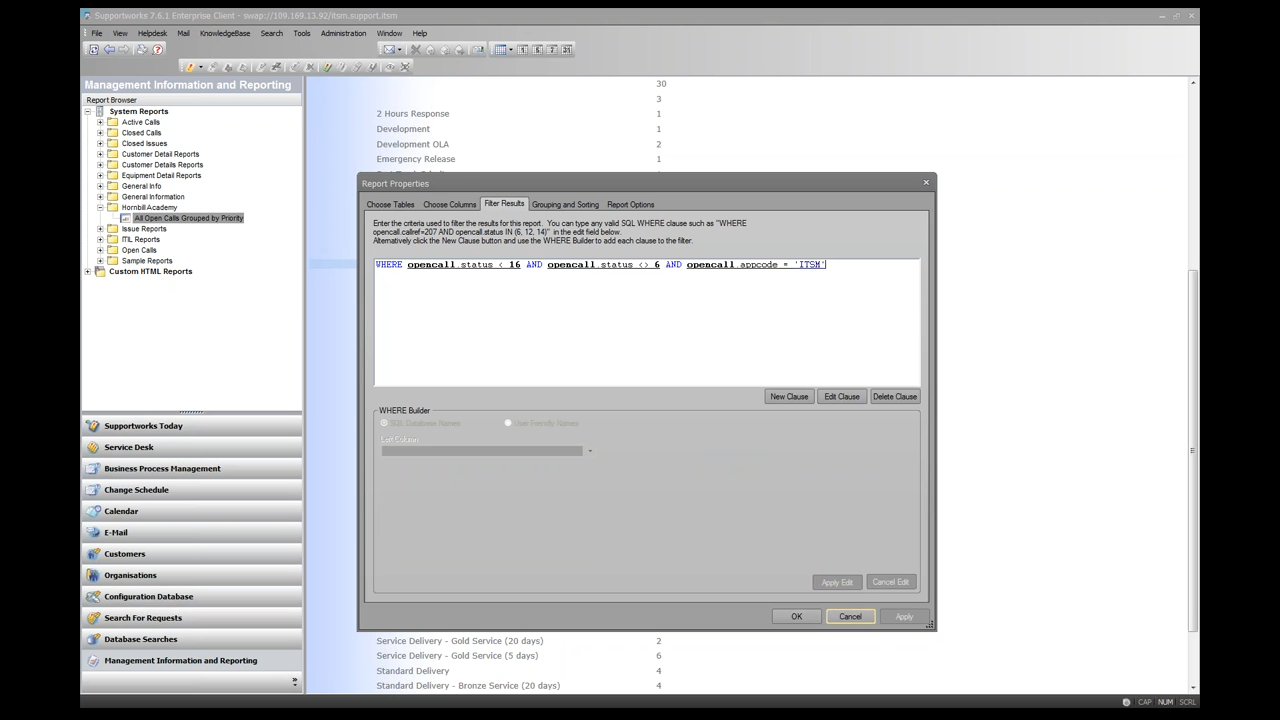 Supportworks 7.6.1 Enterprise Client - swap://109.169.13.92/itsm.support.itsm
File View Helpdesk Mail KnowledgeBase Search Tools Administration Window Help
Management Information and Reporting
Report Browser
System Reports
Active Calls
Closed Calls
Closed Issues
Customer Detail Reports
Customer Details Reports
Equipment Detail Reports
General Info
General Information
Hornbill Academy
All Open Calls Grouped by Priority
Issue Reports
ITIL Reports
Open Calls
Sample Reports
Custom HTML Reports
Supportworks Today
Service Desk
Business Process Management
Change Schedule
Calendar
E-Mail
Customers
Organisations
Configuration Database
Search For Requests
Database Searches
Management Information and Reporting
30
3
2 Hours Response 1
Development 1
Development OLA 2
Emergency Release 1
Report Properties
Choose Tables Choose Columns Filter Results Grouping and Sorting Report Options
Enter the criteria used to filter the results for this report. You can type any valid SQL WHERE clause such as "WHERE
opencall.callref=207 AND opencall.status IN (6, 12, 14)" in the edit field below.
Alternatively click the New Clause button and use the WHERE Builder to add each clause to the filter.
WHERE opencall.status < 16 AND opencall.status <> 6 AND opencall.appcode = 'ITSM'
New Clause Edit Clause Delete Clause
WHERE Builder
SQL Database Names User Friendly Names
Left Column
Apply Edit Cancel Edit
OK Cancel Apply
Service Delivery - Gold Service (20 days) 2
Service Delivery - Gold Service (5 days) 6
Standard Delivery 4
Standard Delivery - Bronze Service (20 days) 4
CAP NUM SCRL